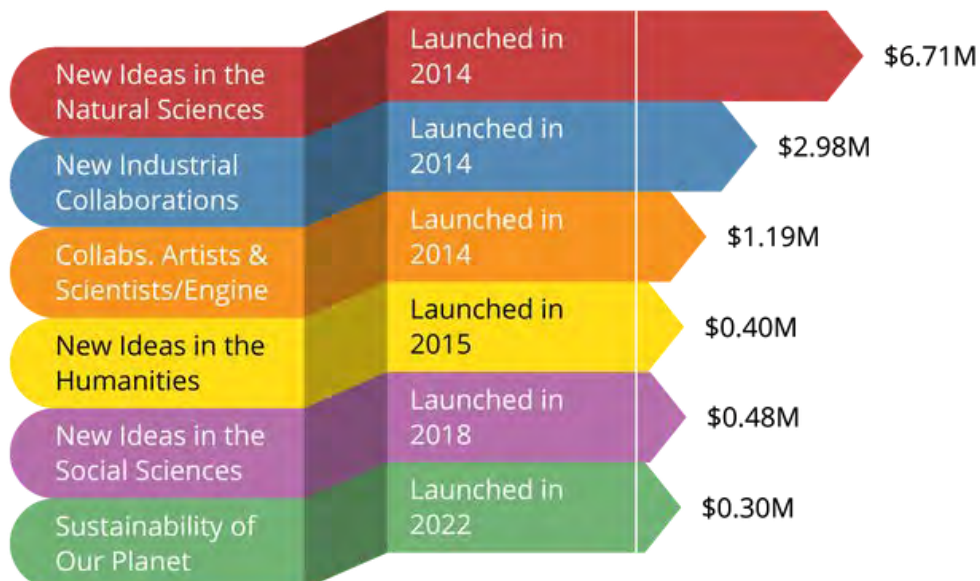 New Ideas in the
Natural Sciences
Launched in
2014
$6.71M
New Industrial
Collaborations
Launched in
2014
$2.98M
Collabs. Artists &
Scientists/Engine
Launched in
2014
$1.19M
New Ideas in the
Humanities
Launched in
2015
$0.40M
New Ideas in the
Social Sciences
Launched in
2018
$0.48M
Sustainability of
Our Planet
Launched in
2022
$0.30M